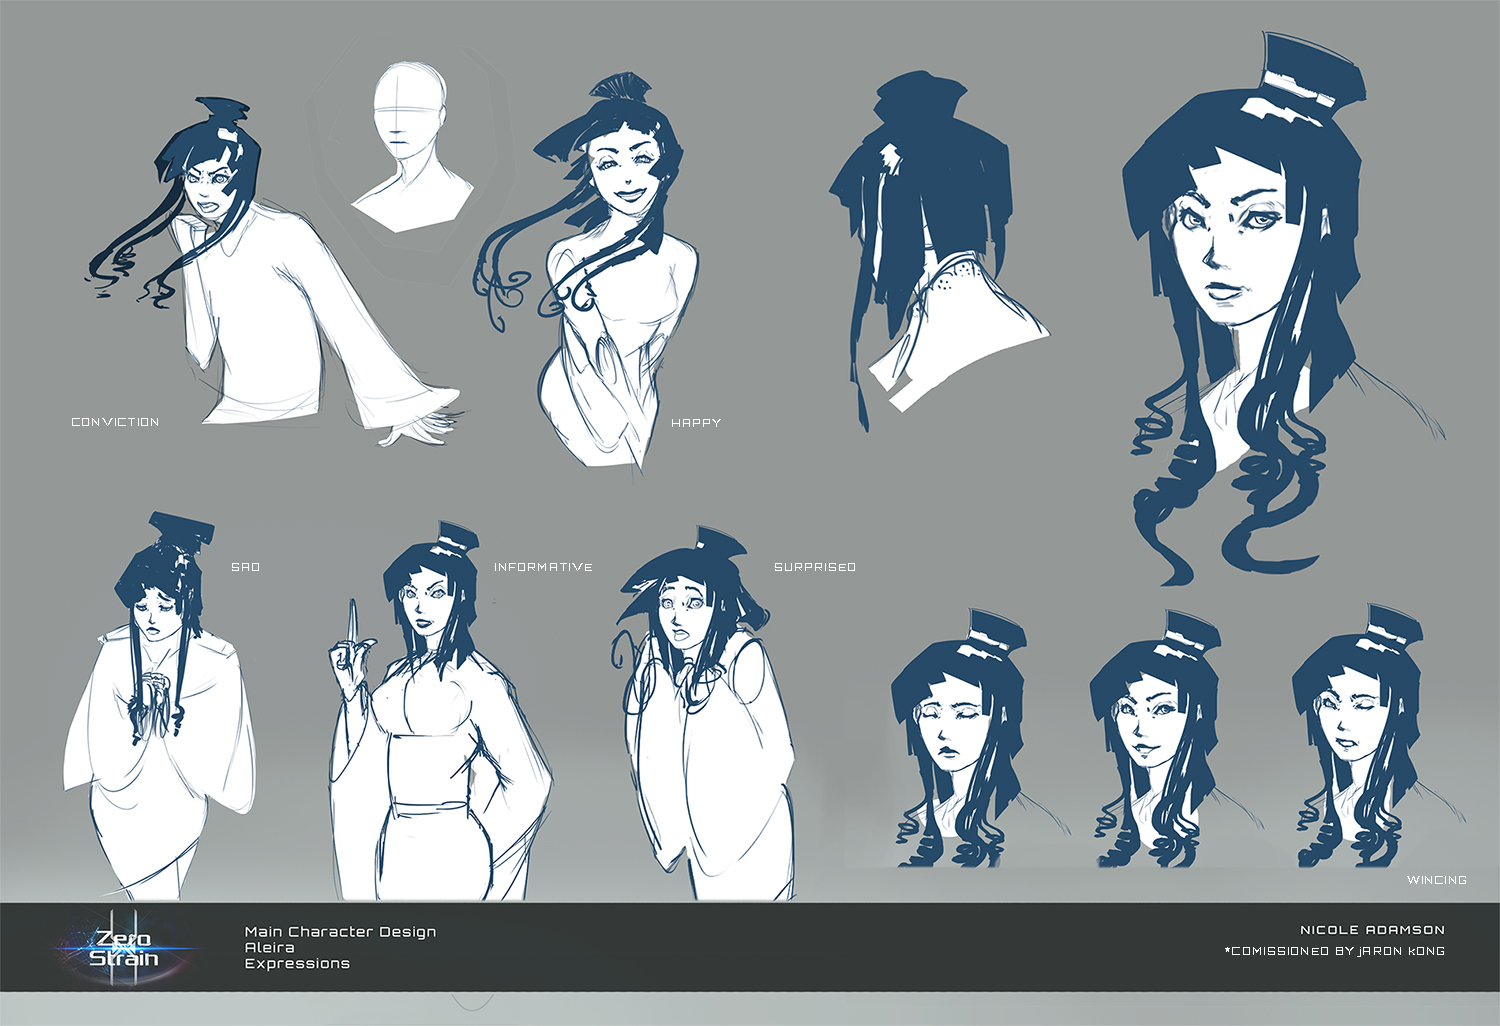 CONVICTION
HAPPY
SAD
INFORMATIVE
SURPRISED
WINCING
Zero
Strain
Main Character Design
Aleira
Expressions
NICOLE ADAMSON
*COMISSIONED BY JARON KONG